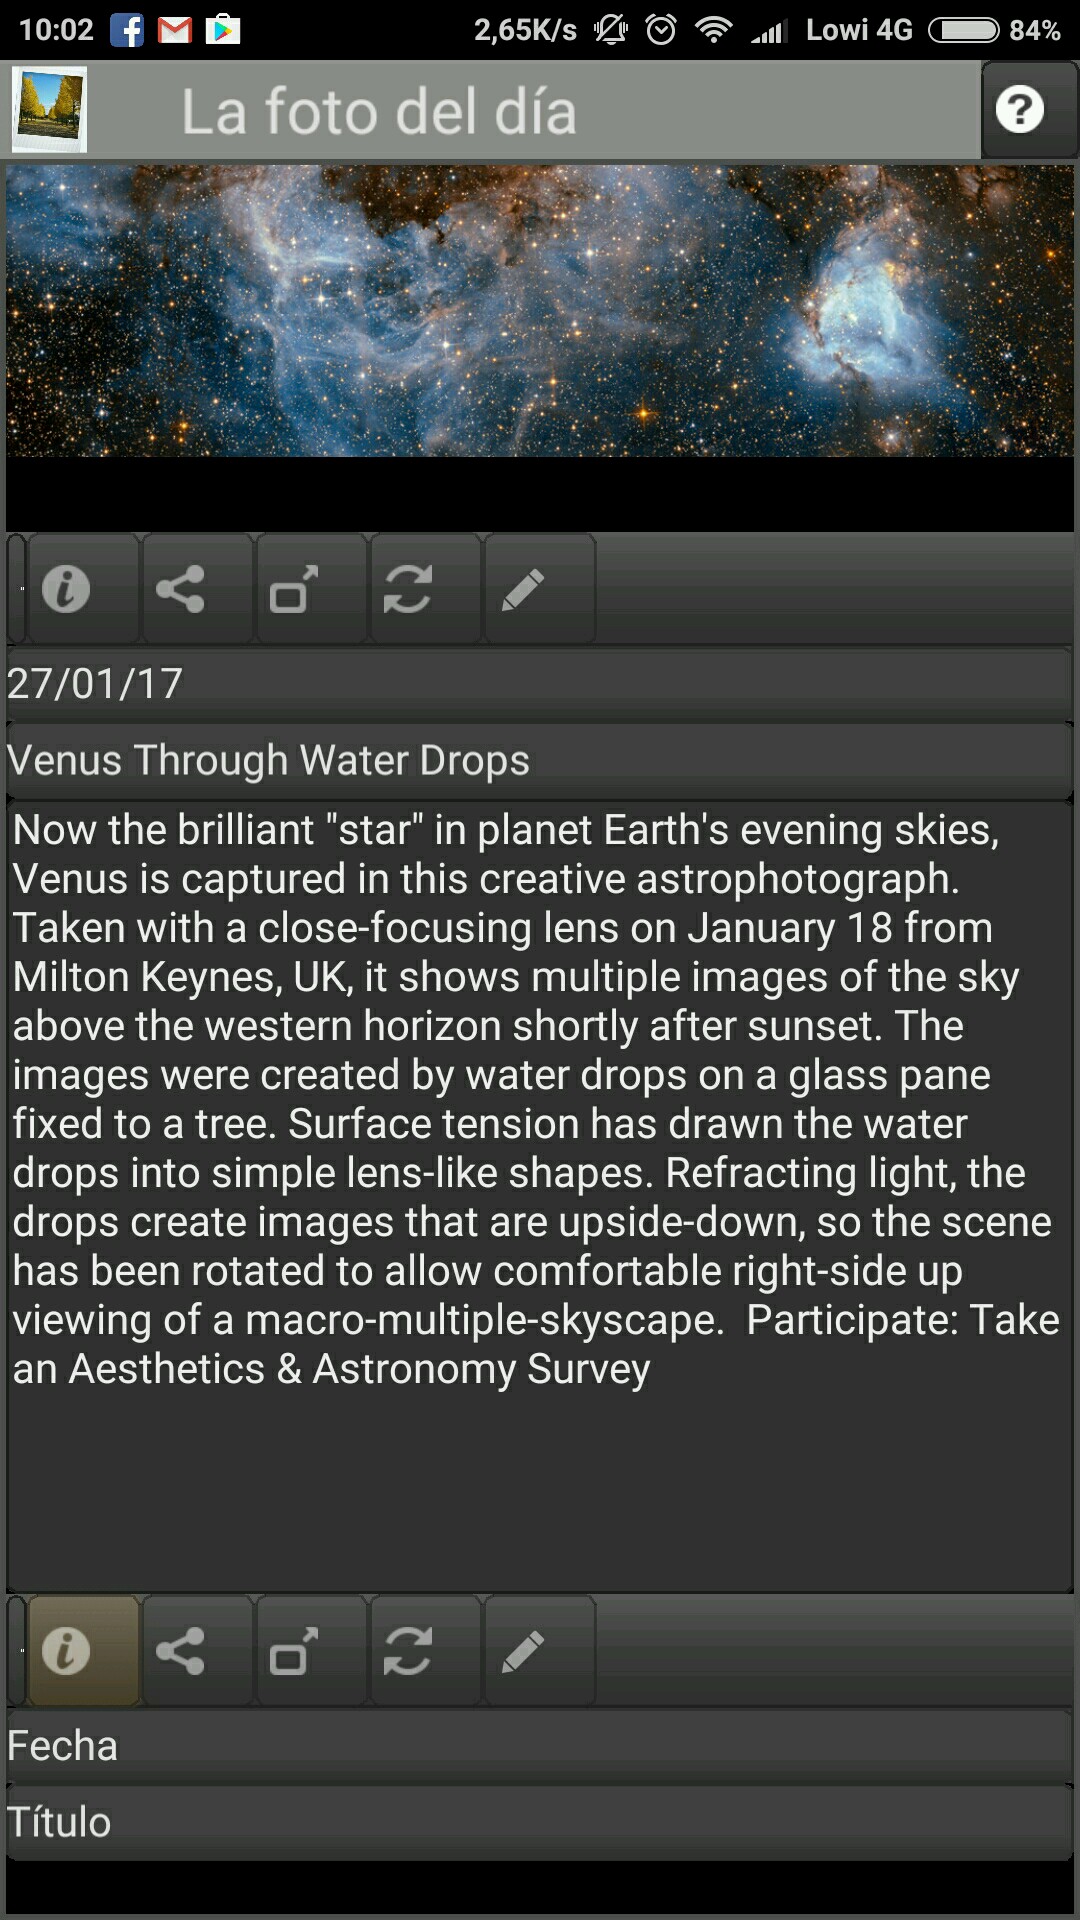 10:02 2,65K/s Lowi 4G 84%
La foto del día
27/01/17
Venus Through Water Drops
Now the brilliant "star" in planet Earth's evening skies,
Venus is captured in this creative astrophotograph.
Taken with a close-focusing lens on January 18 from
Milton Keynes, UK, it shows multiple images of the sky
above the western horizon shortly after sunset. The
images were created by water drops on a glass pane
fixed to a tree. Surface tension has drawn the water
drops into simple lens-like shapes. Refracting light, the
drops create images that are upside-down, so the scene
has been rotated to allow comfortable right-side up
viewing of a macro-multiple-skyscape.  Participate: Take
an Aesthetics & Astronomy Survey
Fecha
Título